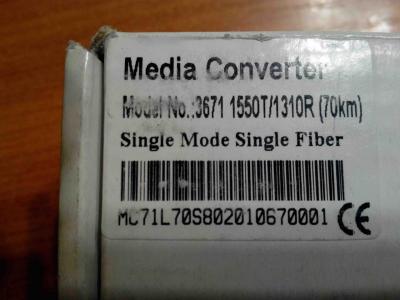 Media Converter
Model No.:3671 1550T/1310R (70km)
Single Mode Single Fiber
MC71L70S802010670001 CE